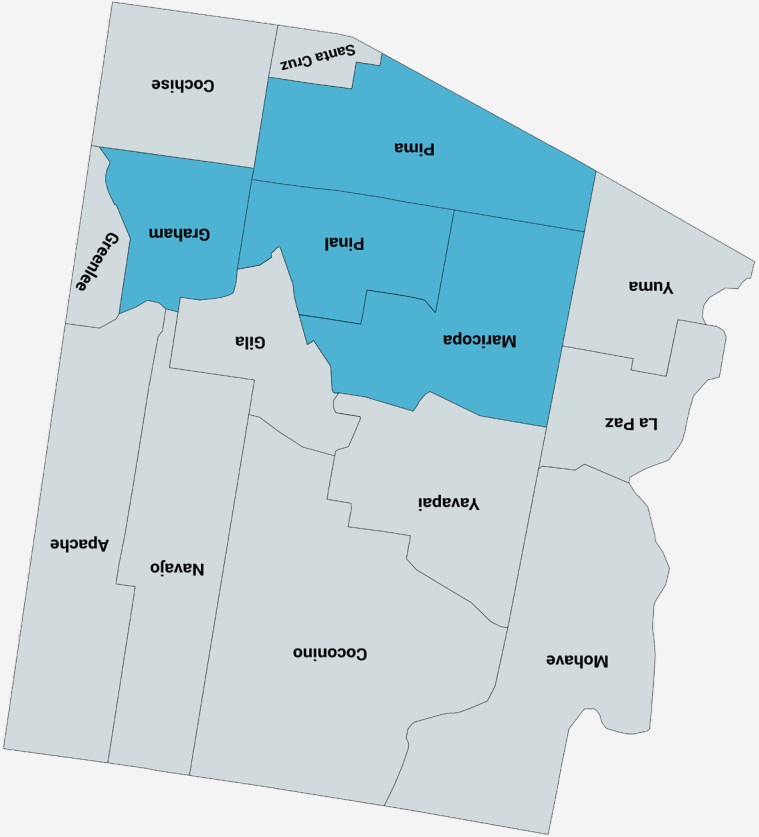 Mohave
Coconino
Navajo
Apache
Yavapai
La Paz
Gila
Maricopa
Yuma
Greenlee
Graham
Pinal
Pima
Cochise
Santa Cruz